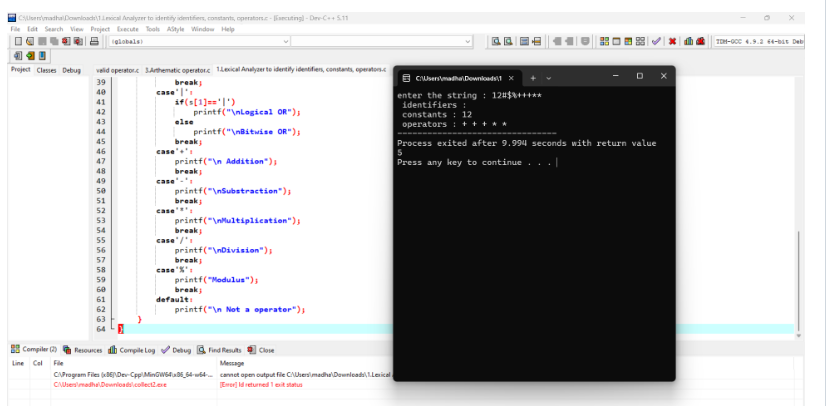 C:\Users\madha\Downloads\1.Lexical Analyzer to identify identifiers, constants, operators.c - [Executing] - Dev-C++ 5.11
File Edit Search View Project Execute Tools AStyle Window Help
(globals)
TDM-GCC 4.9.2 64-bit Deb
Project Classes Debug
valid operator.c 3.Arthematic operator.c 1.Lexical Analyzer to identify identifiers, constants, operators.c
39 break;
40 case'|':
41 if(s[1]=='|')
42 printf("\nLogical OR");
43 else
44 printf("\nBitwise OR");
45 break;
46 case'+':
47 printf("\n Addition");
48 break;
49 case'-':
50 printf("\nSubstraction");
51 break;
52 case'*':
53 printf("\nMultiplication");
54 break;
55 case'/':
56 printf("\nDivision");
57 break;
58 case'%':
59 printf("Modulus");
60 break;
61 default:
62 printf("\n Not a operator");
63 }
64 }
C:\Users\madha\Downloads\1
enter the string : 12#$%+++**
identifiers :
constants : 12
operators : + + + * *
--------------------------------
Process exited after 9.994 seconds with return value
5
Press any key to continue . . .
Compiler (2) Resources Compile Log Debug Find Results Close
Line Col File Message
C:\Program Files (x86)\Dev-Cpp\MinGW64\x86_64-w64-... cannot open output file C:\Users\madha\Downloads\1.Lexical
C:\Users\madha\Downloads\collect2.exe [Error] ld returned 1 exit status